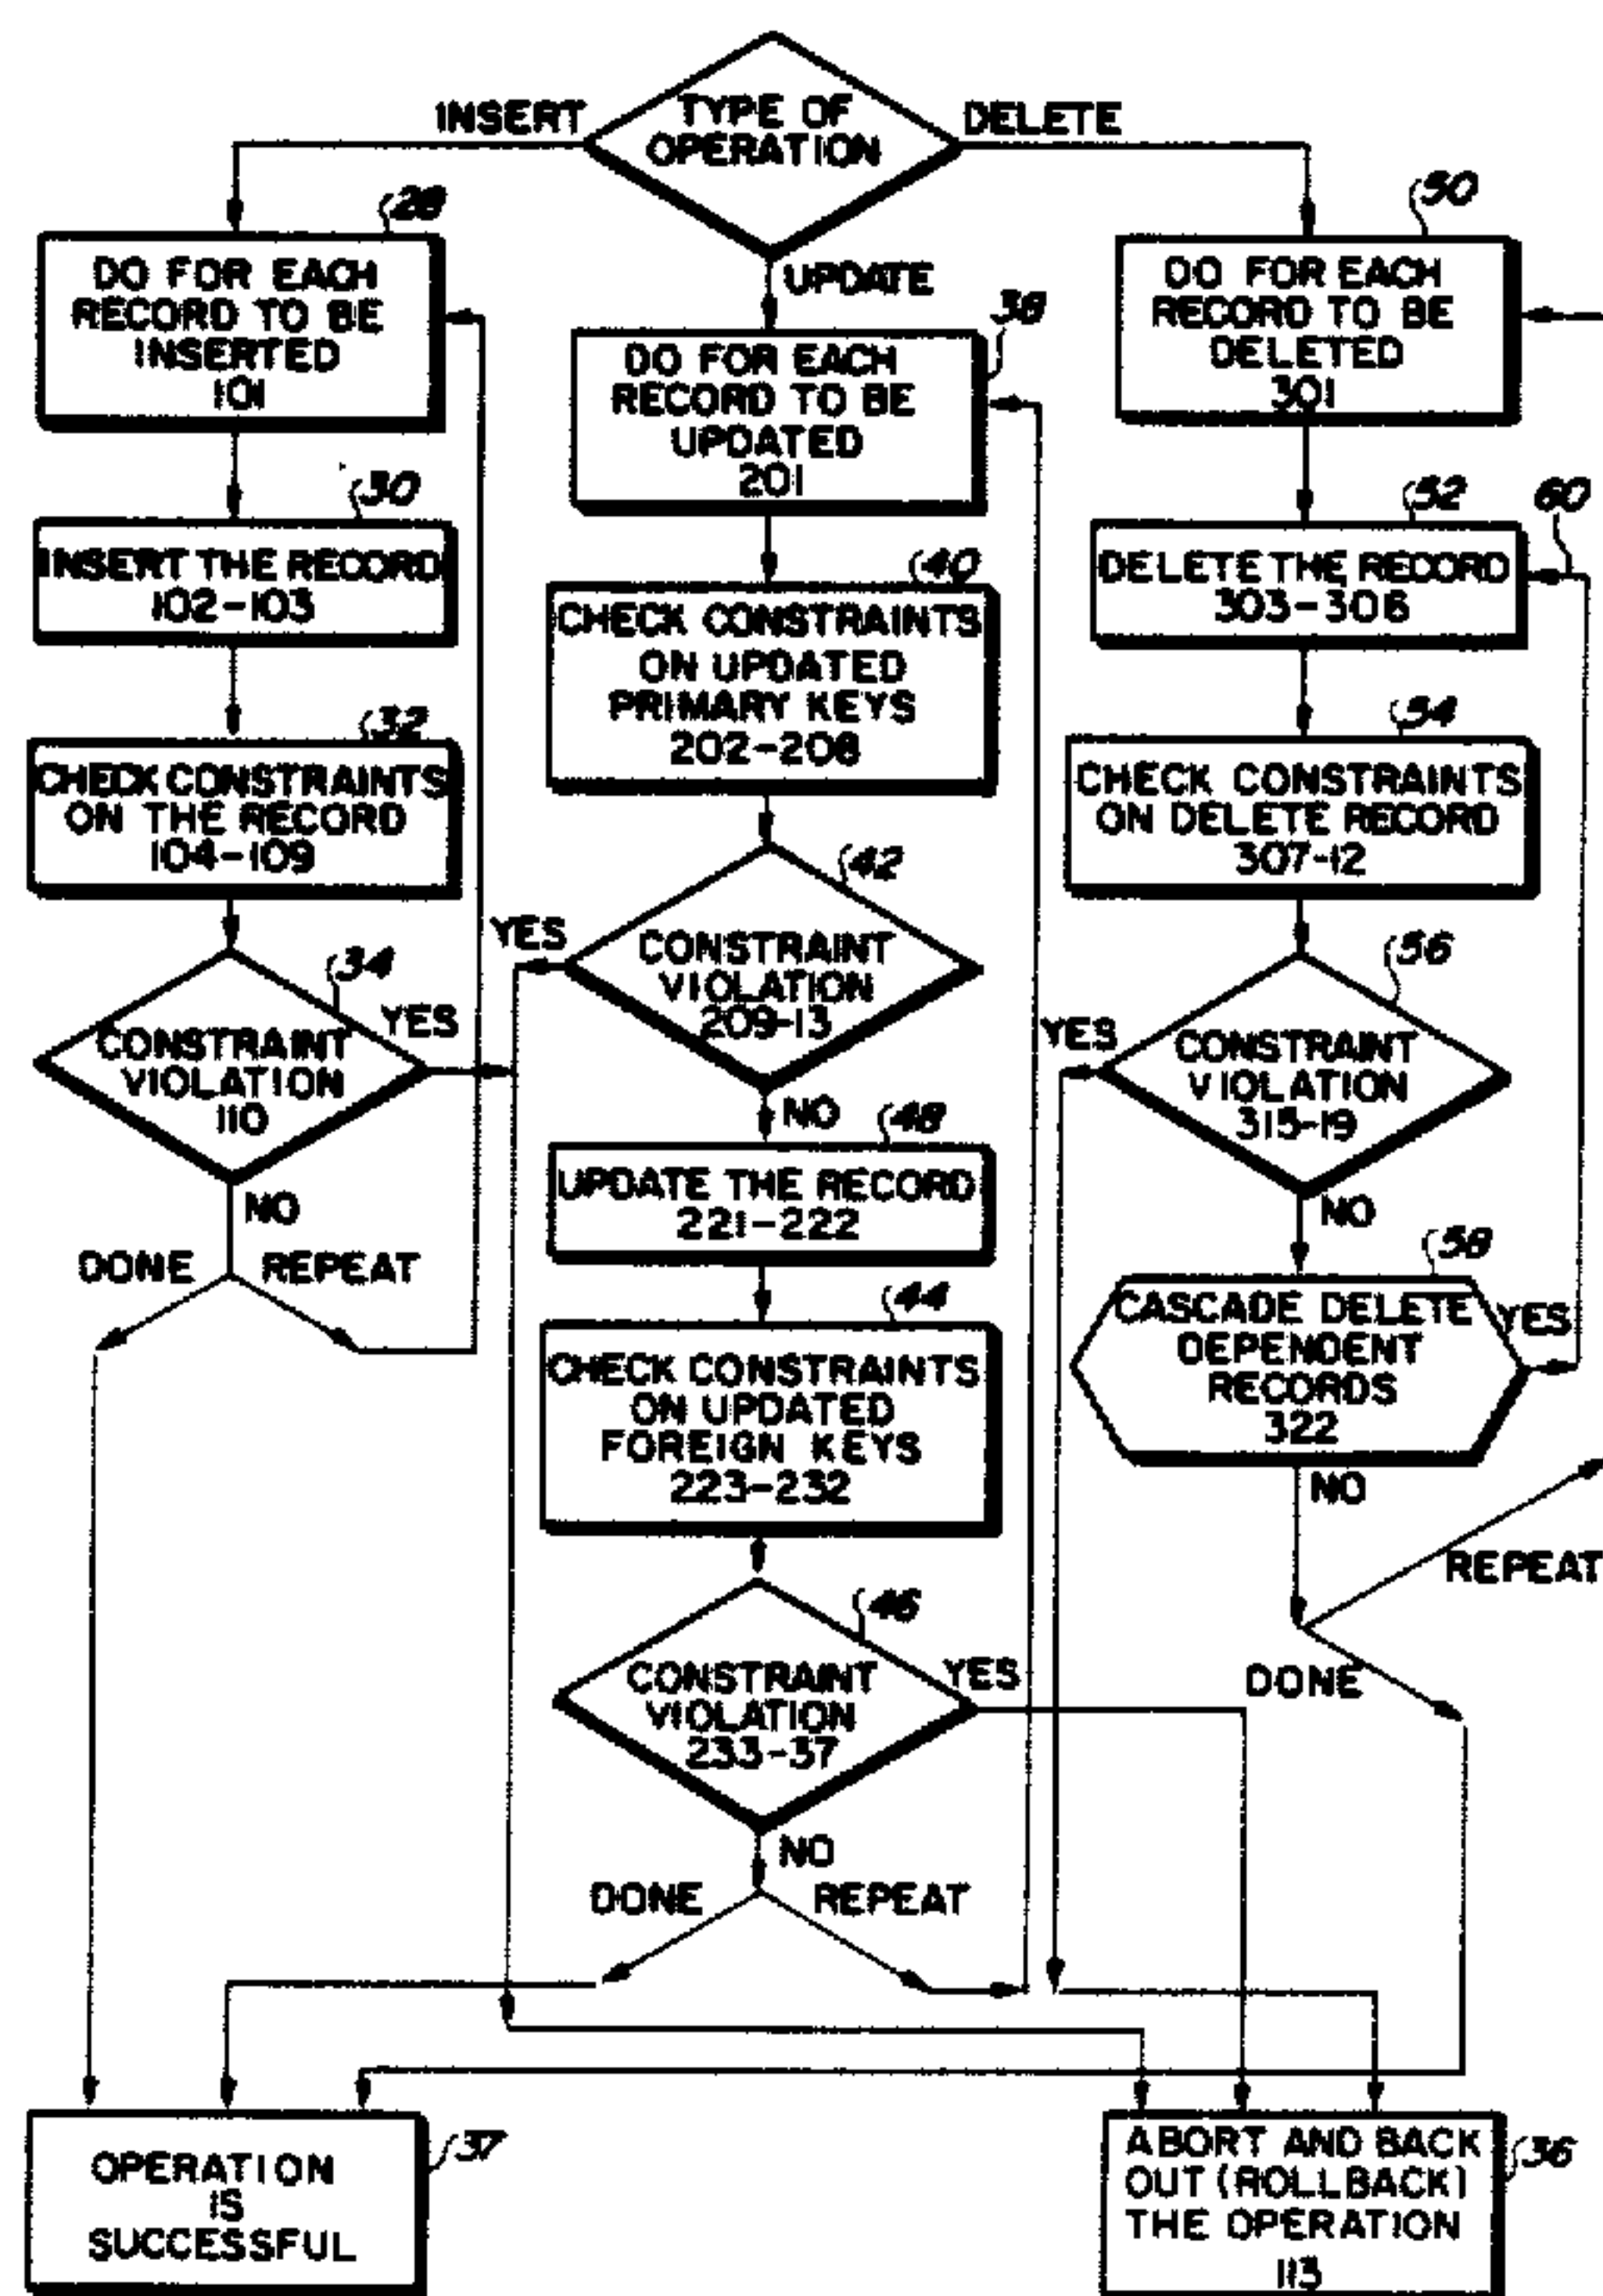 TYPE OF
OPERATION
INSERT
DELETE
UPDATE
28
DO FOR EACH
RECORD TO BE
INSERTED
101
30
INSERT THE RECORD
102-103
32
CHECK CONSTRAINTS
ON THE RECORD
104-109
34
CONSTRAINT
VIOLATION
110
YES
NO
DONE
REPEAT
38
DO FOR EACH
RECORD TO BE
UPDATED
201
40
CHECK CONSTRAINTS
ON UPDATED
PRIMARY KEYS
202-208
42
YES
CONSTRAINT
VIOLATION
209-13
NO
48
UPDATE THE RECORD
221-222
44
CHECK CONSTRAINTS
ON UPDATED
FOREIGN KEYS
223-232
46
CONSTRAINT
VIOLATION
233-37
YES
NO
DONE
REPEAT
50
DO FOR EACH
RECORD TO BE
DELETED
301
52
60
DELETE THE RECORD
303-306
54
CHECK CONSTRAINTS
ON DELETE RECORD
307-12
56
YES
CONSTRAINT
VIOLATION
315-19
NO
58
CASCADE DELETE
DEPENDENT
RECORDS
322
YES
NO
REPEAT
DONE
OPERATION
IS
SUCCESSFUL
37
ABORT AND BACK
OUT (ROLLBACK)
THE OPERATION
113
36